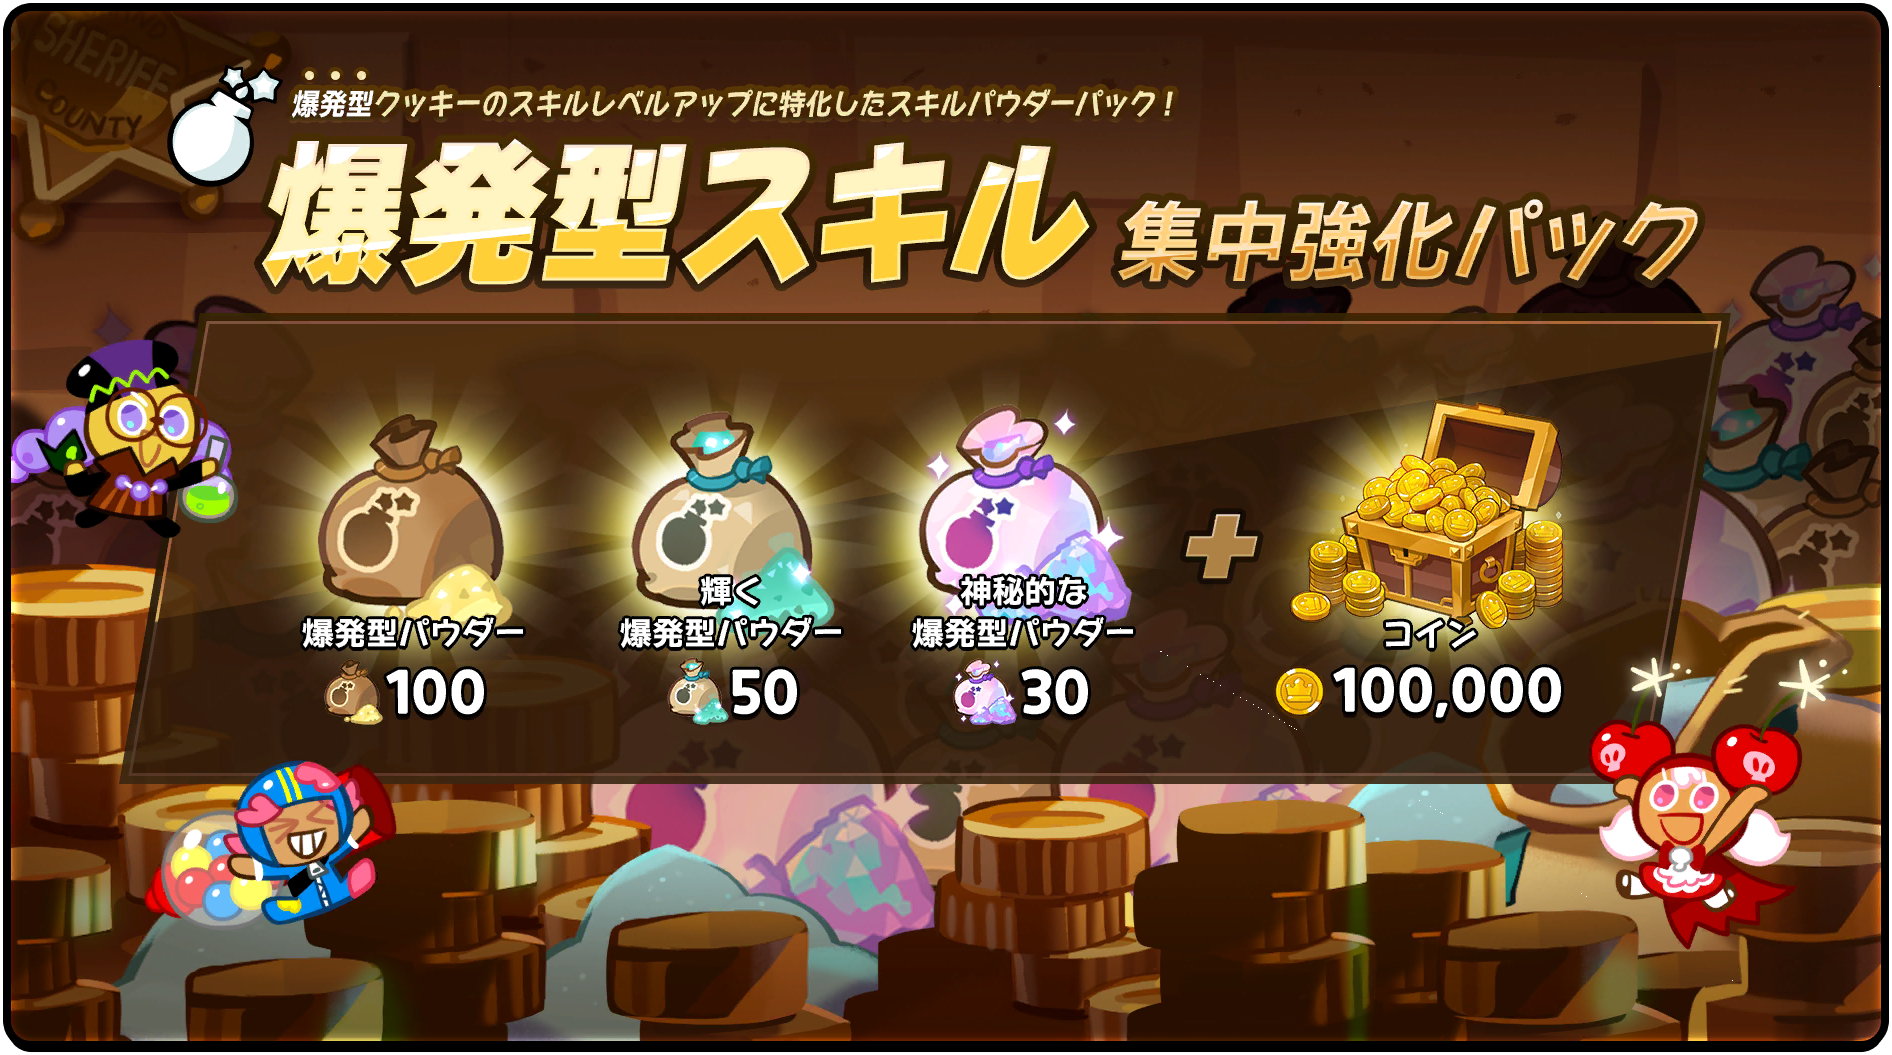 SHERIFF
COUNTY
爆発型クッキーのスキルレベルアップに特化したスキルパウダーパック！
爆発型スキル 集中強化パック
爆発型パウダー
100
輝く
爆発型パウダー
50
神秘的な
爆発型パウダー
30
コイン
100,000